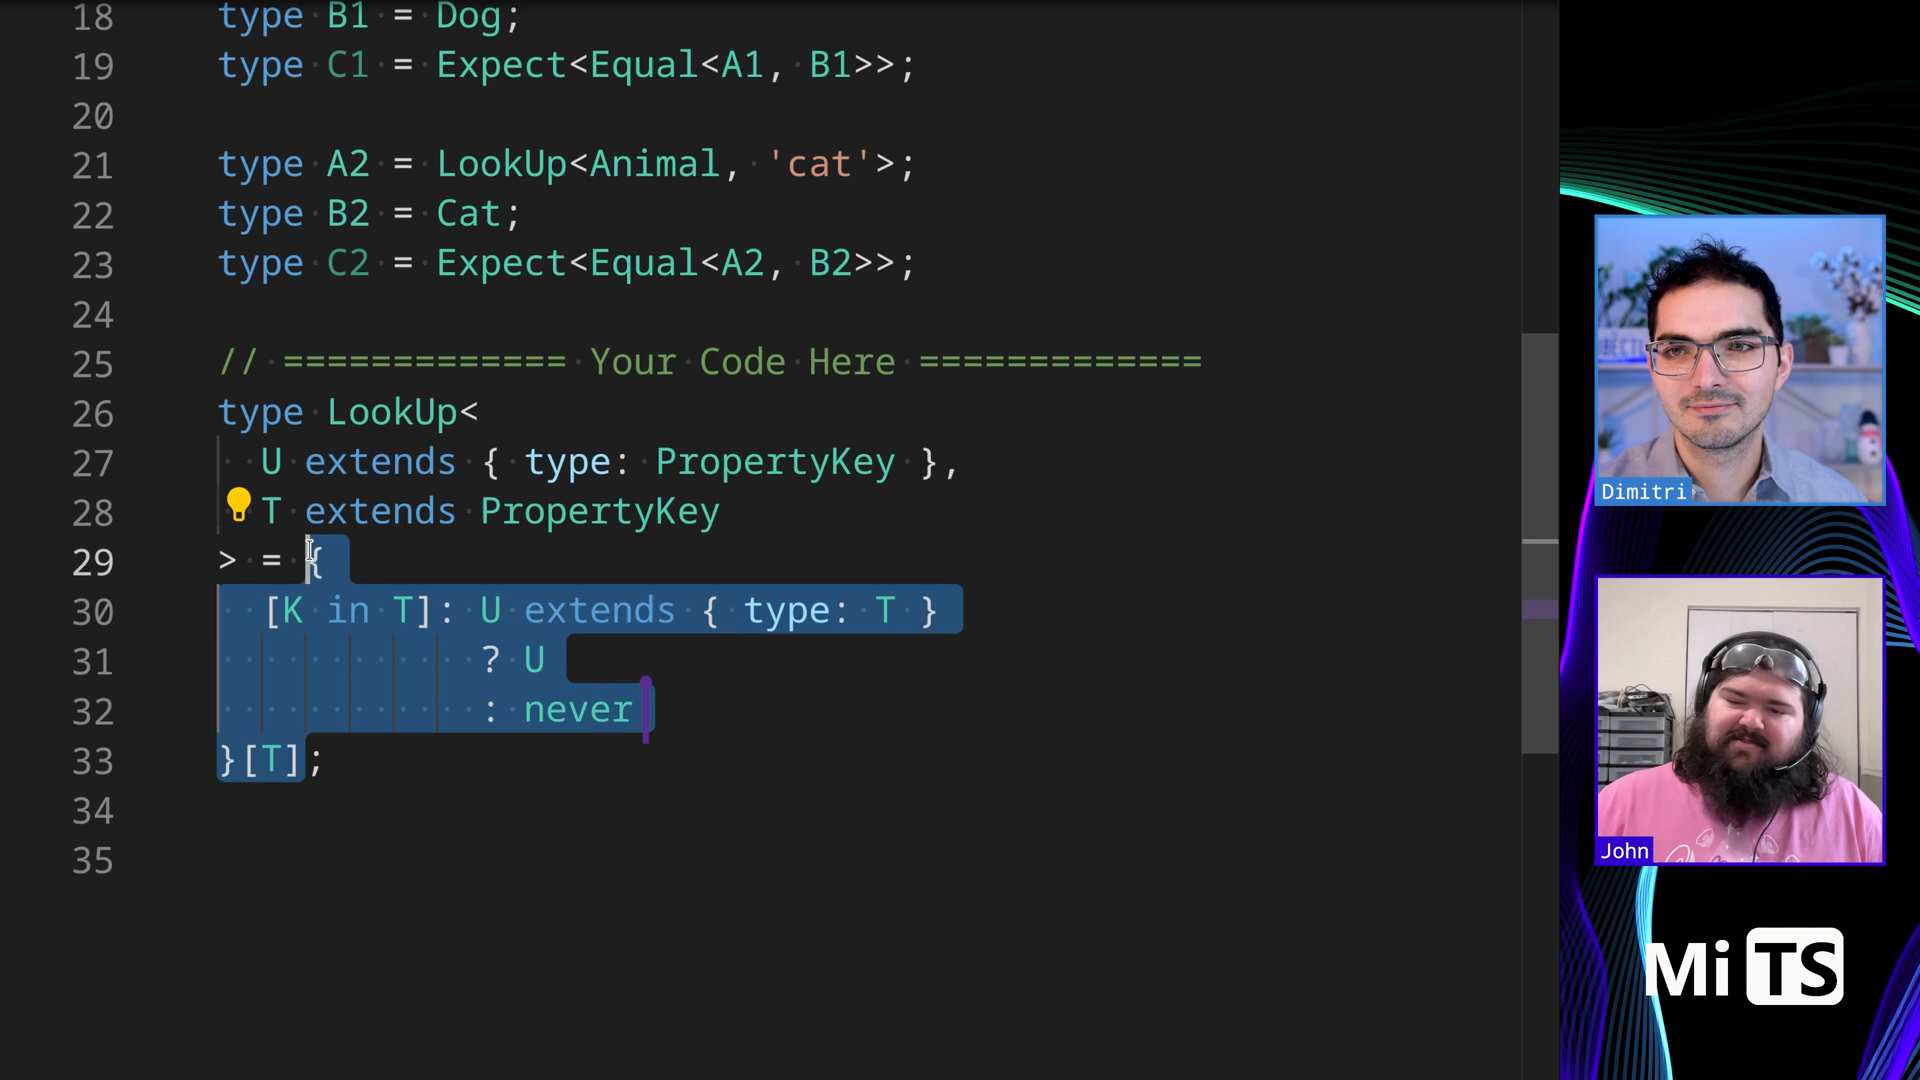 18 type B1 = Dog;
19 type C1 = Expect<Equal<A1, B1>>;
20
21 type A2 = LookUp<Animal, 'cat'>;
22 type B2 = Cat;
23 type C2 = Expect<Equal<A2, B2>>;
24
25 // ============= Your Code Here =============
26 type LookUp<
27   U extends { type: PropertyKey },
28   T extends PropertyKey
29 > = {
30   [K in T]: U extends { type: T }
31             ? U
32             : never
33 }[T];
34
35
Dimitri
John
Mi TS